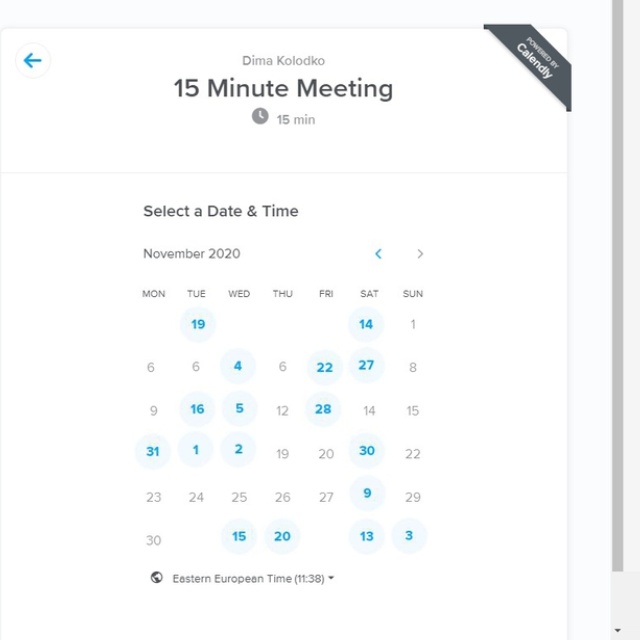 POWERED BY
Calendly
Dima Kolodko
15 Minute Meeting
15 min
Select a Date & Time
November 2020
MON TUE WED THU FRI SAT SUN
19 14 1
6 6 4 6 22 27 8
9 16 5 12 28 14 15
31 1 2 19 20 30 22
23 24 25 26 27 9 29
30 15 20 13 3
Eastern European Time (11:38)